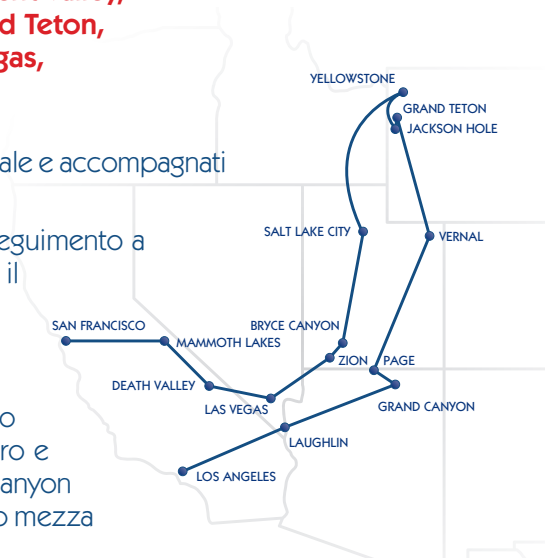 d Teton,
gas,
ale e accompagnati
eguimento a
il
o
ro e
anyon
o mezza
YELLOWSTONE
GRAND TETON
JACKSON HOLE
SALT LAKE CITY
VERNAL
SAN FRANCISCO
BRYCE CANYON
MAMMOTH LAKES
ZION
PAGE
DEATH VALLEY
LAS VEGAS
GRAND CANYON
LAUGHLIN
LOS ANGELES